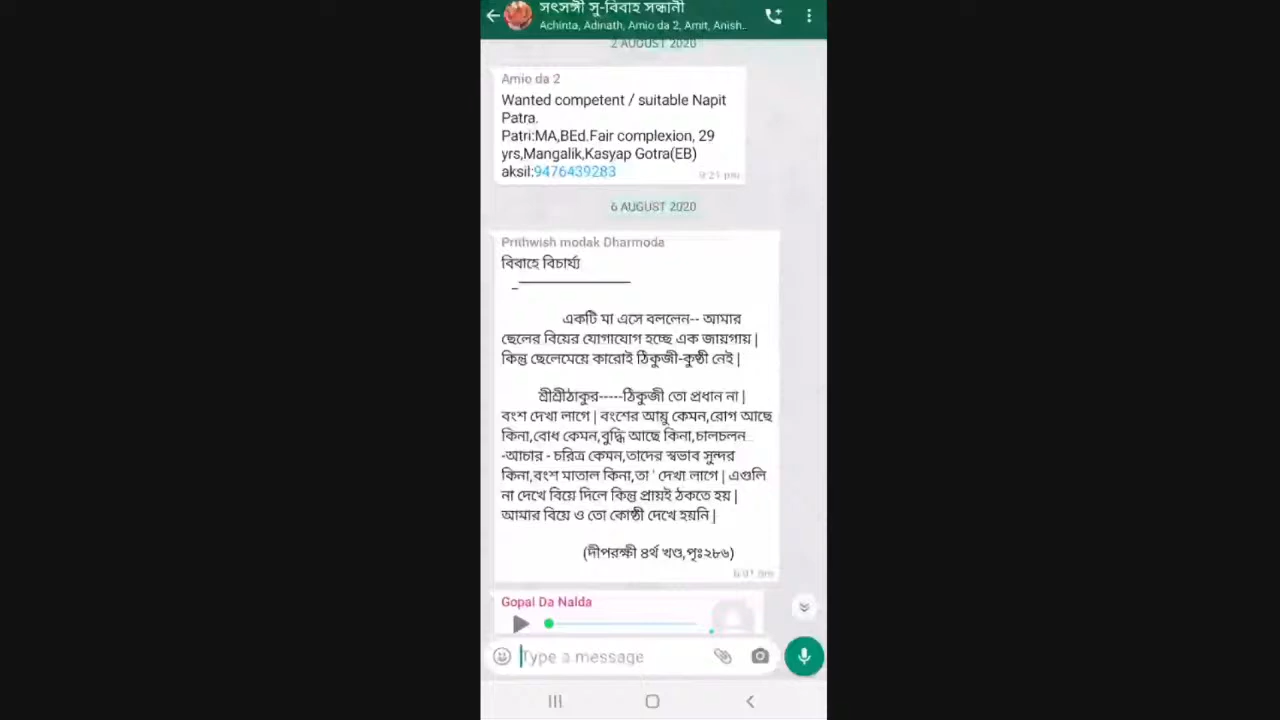 সৎসঙ্গী সু-বিবাহ সন্ধানী
Achinta, Adinath, Amio da 2, Amit, Anish..
2 AUGUST 2020
Amio da 2
Wanted competent / suitable Napit
Patra.
Patri:MA,BEd.Fair complexion, 29
yrs,Mangalik,Kasyap Gotra(EB)
aksil:9476439283
9:21 pm
6 AUGUST 2020
Prithwish modak Dharmoda
বিবাহে বিচার্য্য
একটি মা এসে বললেন-- আমার
ছেলের বিয়ের যোগাযোগ হচ্ছে এক জায়গায় |
কিন্তু ছেলেমেয়ে কারোই ঠিকুজী-কুষ্ঠী নেই |
শ্রীশ্রীঠাকুর-----ঠিকুজী তো প্রধান না |
বংশ দেখা লাগে | বংশের আয়ু কেমন,রোগ আছে
কিনা,বোধ কেমন,বুদ্ধি আছে কিনা,চালচলন
-আচার - চরিত্র কেমন,তাদের স্বভাব সুন্দর
কিনা,বংশ মাতাল কিনা,তা ' দেখা লাগে | এগুলি
না দেখে বিয়ে দিলে কিন্তু প্রায়ই ঠকতে হয় |
আমার বিয়ে ও তো কোষ্ঠী দেখে হয়নি |
(দীপরক্ষী ৪র্থ খণ্ড,পৃঃ২৮৬)
Gopal Da Nalda
Type a message